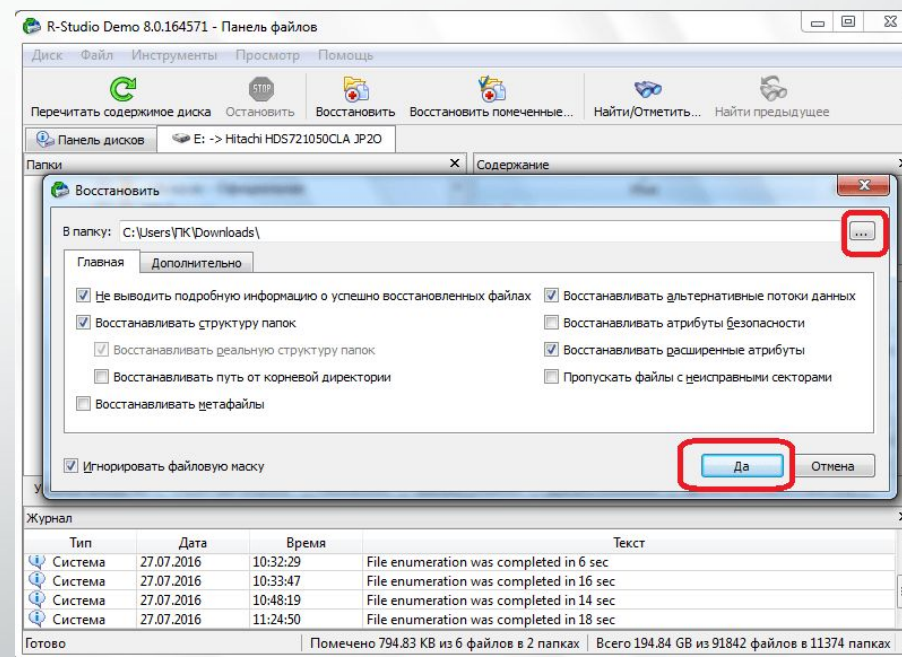 R-Studio Demo 8.0.164571 - Панель файлов
Диск Файл Инструменты Просмотр Помощь
STOP
Перечитать содержимое диска Остановить Восстановить Восстановить помеченные... Найти/Отметить... Найти предыдущее
Панель дисков E: -> Hitachi HDS721050CLA JP2O
Папки Содержание
Восстановить
В папку: C:\Users\ПК\Downloads\ ...
Главная Дополнительно
Не выводить подробную информацию о успешно восстановленных файлах Восстанавливать альтернативные потоки данных
Восстанавливать структуру папок Восстанавливать атрибуты безопасности
Восстанавливать реальную структуру папок Восстанавливать расширенные атрибуты
Восстанавливать путь от корневой директории Пропускать файлы с неисправными секторами
Восстанавливать метафайлы
Игнорировать файловую маску Да Отмена
Журнал
Тип Дата Время Текст
Система 27.07.2016 10:32:29 File enumeration was completed in 6 sec
Система 27.07.2016 10:33:47 File enumeration was completed in 16 sec
Система 27.07.2016 10:48:19 File enumeration was completed in 14 sec
Система 27.07.2016 11:24:50 File enumeration was completed in 18 sec
Готово Помечено 794.83 KB из 6 файлов в 2 папках Всего 194.84 GB из 91842 файлов в 11374 папках